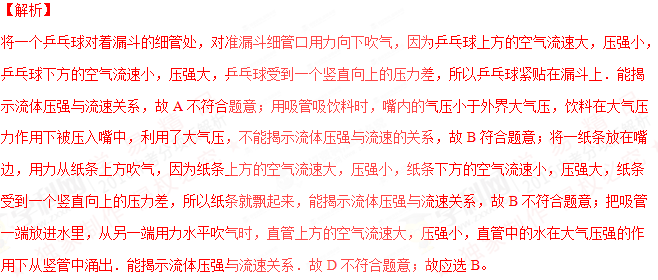 【解析】
将一个乒乓球对着漏斗的细管处，对准漏斗细管口用力向下吹气，因为乒乓球上方的空气流速大，压强小，
乒乓球下方的空气流速小，压强大，乒乓球受到一个竖直向上的压力差，所以乒乓球紧贴在漏斗上．能揭
示流体压强与流速关系，故 A 不符合题意；用吸管吸饮料时，嘴内的气压小于外界大气压，饮料在大气压
力作用下被压入嘴中，利用了大气压，不能揭示流体压强与流速的关系，故 B 符合题意；将一纸条放在嘴
边，用力从纸条上方吹气，因为纸条上方的空气流速大，压强小，纸条下方的空气流速小，压强大，纸条
受到一个竖直向上的压力差，所以纸条就飘起来，能揭示流体压强与流速关系，故 B 不符合题意；把吸管
一端放进水里，从另一端用力水平吹气时，直管上方的空气流速大，压强小，直管中的水在大气压强的作
用下从竖管中涌出．能揭示流体压强与流速关系．故 D 不符合题意；故应选 B。